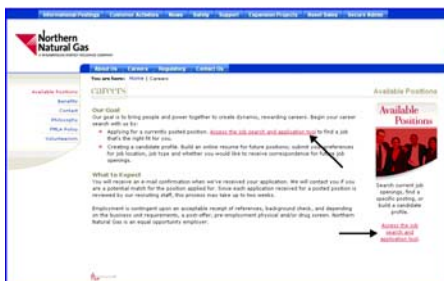 Informational Postings Customer Activities News Safety Support Expansion Projects Asset Sales Secure Admin
Northern
Natural Gas
About Us Careers Regulatory Contact Us
You are here: Home | Careers
careers
Available Positions
Available Positions
Benefits
Contact
Philosophy
FMLA Policy
Volunteerism
Our Goal
Our goal is to bring people and power together to create dynamic, rewarding careers. Begin your career
search with us by:
Applying for a currently posted position. Access the job search and application tool to find a job
that's the right fit for you.
Creating a candidate profile. Build an online resume for future positions; submit your preferences
for job location, job type and whether you would like to receive correspondence for future job
openings.
What to Expect
You will receive an e-mail confirmation when we've received your application. We will contact you if you
are a potential match for the position applied for. Since each application received for a posted position is
reviewed by our recruiting staff, this process may take up to two weeks.
Employment is contingent upon an acceptable receipt of references, background check, and depending
on the business unit requirements, a post-offer, pre-employment physical and/or drug screen. Northern
Natural Gas is an equal opportunity employer.
Available
Positions
Search current job
openings, find a
specific posting, or
build a candidate
profile.
Access the job
search and
application tool.